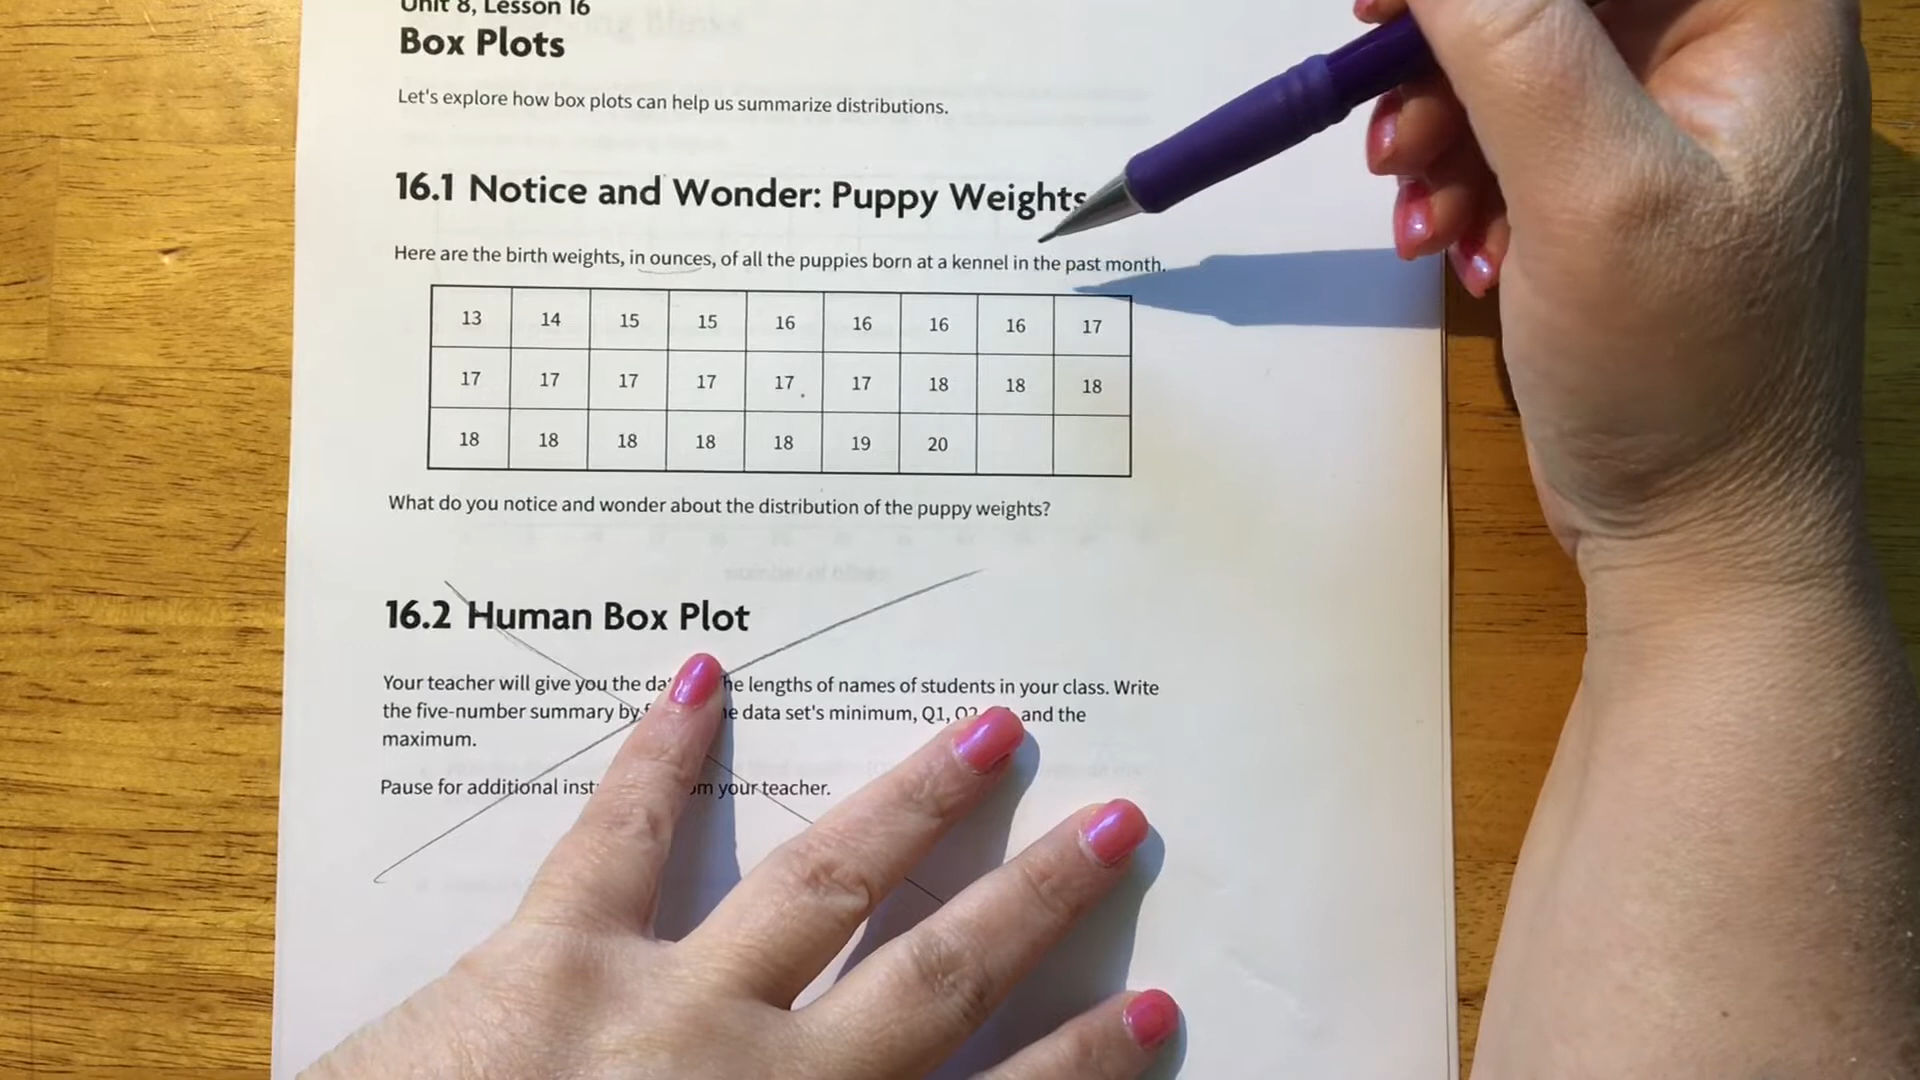 Unit 8, Lesson 16
Box Plots
Let's explore how box plots can help us summarize distributions.
16.1 Notice and Wonder: Puppy Weights
Here are the birth weights, in ounces, of all the puppies born at a kennel in the past month.
13 14 15 15 16 16 16 16 17
17 17 17 17 17 17 18 18 18
18 18 18 18 18 19 20
What do you notice and wonder about the distribution of the puppy weights?
16.2 Human Box Plot
Your teacher will give you the lengths of names of students in your class. Write
the five-number summary by data set's minimum, Q1, and the
maximum.
Pause for additional your teacher.